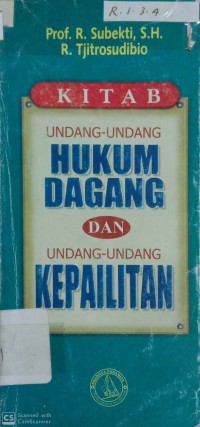 R.1.3.4
Prof. R. Subekti, S.H.
R. Tjitrosudibio
KITAB
UNDANG-UNDANG
HUKUM
DAGANG
DAN
UNDANG-UNDANG
KEPAILITAN
CS
Scanned with
CamScanner